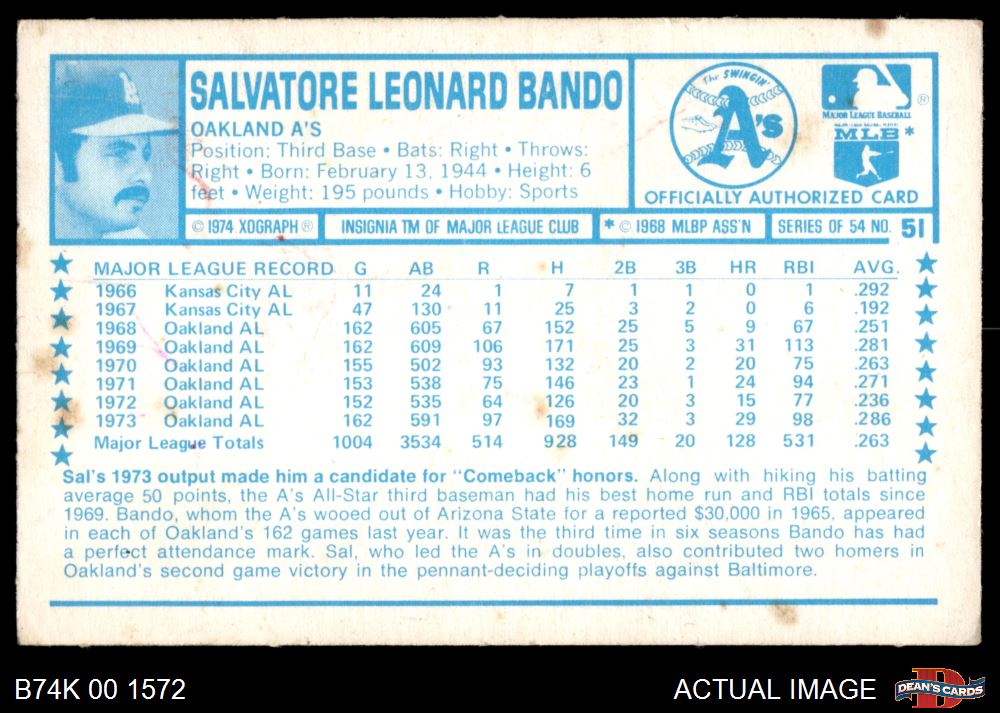 SALVATORE LEONARD BANDO
OAKLAND A'S
Position: Third Base • Bats: Right • Throws:
Right • Born: February 13, 1944 • Height: 6
feet • Weight: 195 pounds • Hobby: Sports
The SWINGIN'
A's
MAJOR LEAGUE BASEBALL ®
MLB*
OFFICIALLY AUTHORIZED CARD
© 1974 XOGRAPH® INSIGNIA TM OF MAJOR LEAGUE CLUB * © 1968 MLBP ASS'N SERIES OF 54 NO. 51
MAJOR LEAGUE RECORD G AB R H 2B 3B HR RBI AVG.
1966 Kansas City AL 11 24 1 7 1 1 0 1 .292
1967 Kansas City AL 47 130 11 25 3 2 0 6 .192
1968 Oakland AL 162 605 67 152 25 5 9 67 .251
1969 Oakland AL 162 609 106 171 25 3 31 113 .281
1970 Oakland AL 155 502 93 132 20 2 20 75 .263
1971 Oakland AL 153 538 75 146 23 1 24 94 .271
1972 Oakland AL 152 535 64 126 20 3 15 77 .236
1973 Oakland AL 162 591 97 169 32 3 29 98 .286
Major League Totals 1004 3534 514 928 149 20 128 531 .263
Sal's 1973 output made him a candidate for "Comeback" honors. Along with hiking his batting
average 50 points, the A's All-Star third baseman had his best home run and RBI totals since
1969. Bando, whom the A's wooed out of Arizona State for a reported $30,000 in 1965, appeared
in each of Oakland's 162 games last year. It was the third time in six seasons Bando has had
a perfect attendance mark. Sal, who led the A's in doubles, also contributed two homers in
Oakland's second game victory in the pennant-deciding playoffs against Baltimore.
B74K 00 1572
ACTUAL IMAGE
DEAN'S CARDS